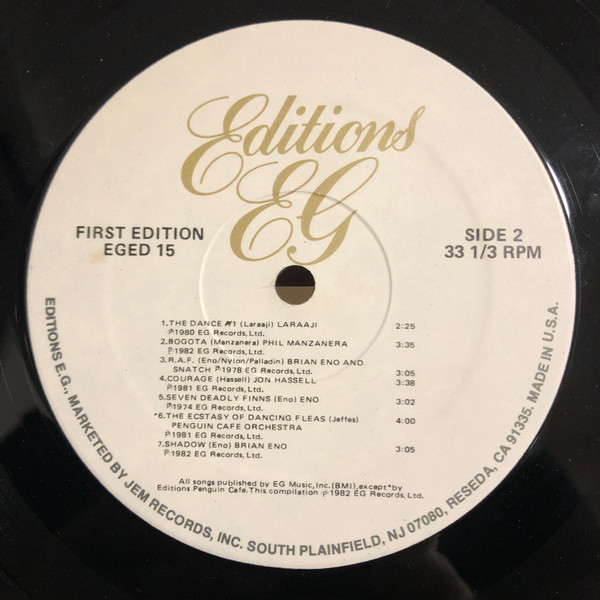 Editions
EG
FIRST EDITION
EGED 15
SIDE 2
33 1/3 RPM
1.THE DANCE #1 (Laraaji) LARAAJI 2:25
℗1980 EG Records, Ltd.
2.BOGOTA (Manzanera) PHIL MANZANERA 3:35
℗1982 EG Records, Ltd.
3.R.A.F. (Eno/Nylon/Palladin) BRIAN ENO AND
SNATCH ℗1978 EG Records, Ltd. 3:05
4.COURAGE (Hassell) JON HASSELL 3:38
℗1981 EG Records, Ltd.
5.SEVEN DEADLY FINNS (Eno) ENO 3:02
℗1974 EG Records, Ltd.
*6.THE ECSTASY OF DANCING FLEAS (Jeffes) 4:00
PENGUIN CAFE ORCHESTRA
℗1981 EG Records, Ltd.
7.SHADOW (Eno) BRIAN ENO 3:05
℗1982 EG Records, Ltd.
All songs published by EG Music, Inc. (BMI), except *by
Editions Penguin Cafe. This compilation ℗ 1982 EG Records, Ltd.
EDITIONS E.G., MARKETED BY JEM RECORDS, INC. SOUTH PLAINFIELD, NJ 07080, RESEDA, CA 91335. MADE IN U.S.A.